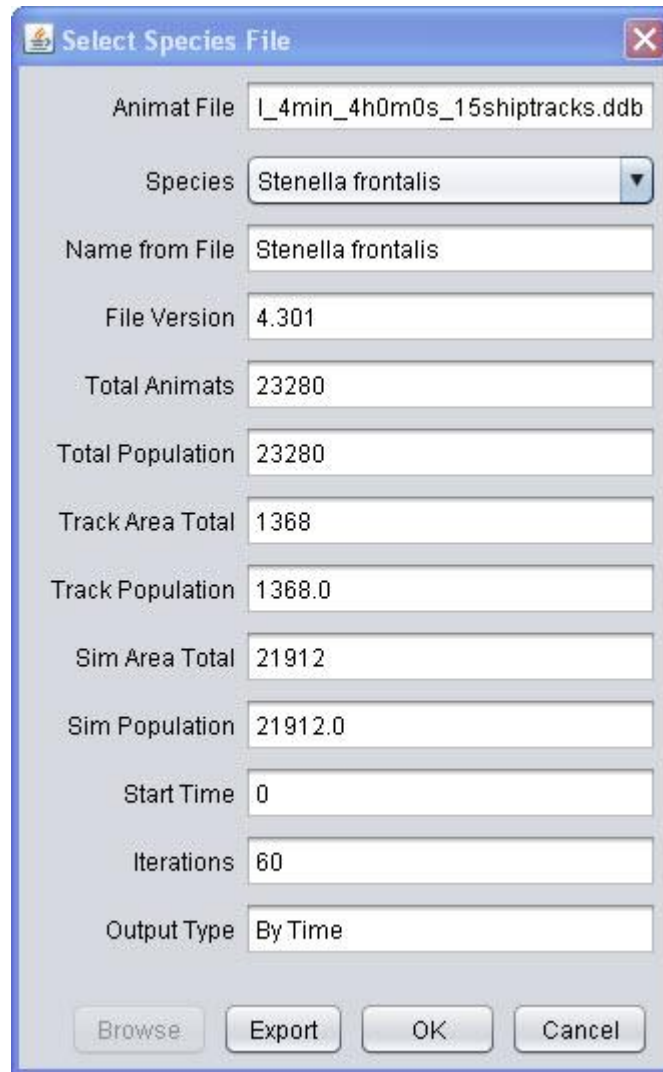 Select Species File
Animat File l_4min_4h0m0s_15shiptracks.ddb
Species Stenella frontalis
Name from File Stenella frontalis
File Version 4.301
Total Animats 23280
Total Population 23280
Track Area Total 1368
Track Population 1368.0
Sim Area Total 21912
Sim Population 21912.0
Start Time 0
Iterations 60
Output Type By Time
Browse Export OK Cancel